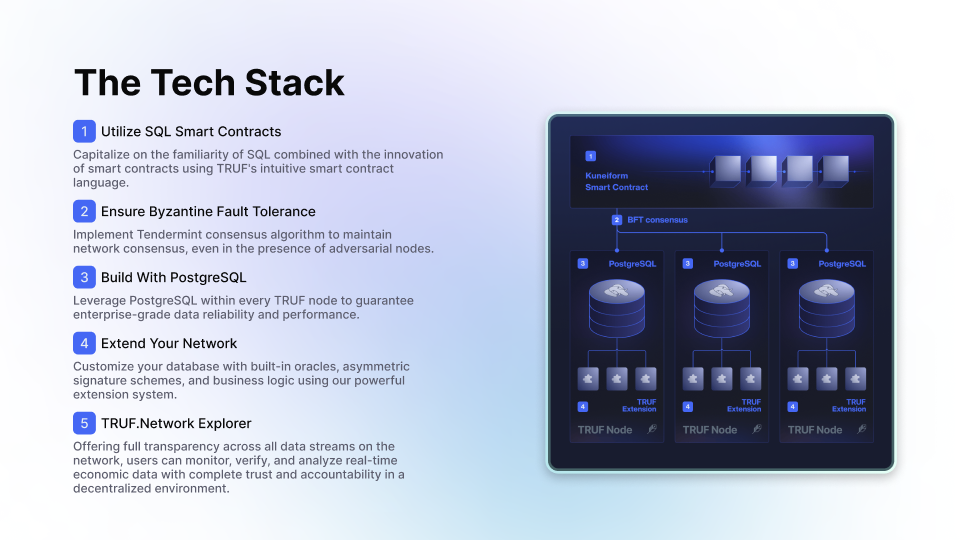 The Tech Stack
1 Utilize SQL Smart Contracts
Capitalize on the familiarity of SQL combined with the innovation
of smart contracts using TRUF's intuitive smart contract
language.
2 Ensure Byzantine Fault Tolerance
Implement Tendermint consensus algorithm to maintain
network consensus, even in the presence of adversarial nodes.
3 Build With PostgreSQL
Leverage PostgreSQL within every TRUF node to guarantee
enterprise-grade data reliability and performance.
4 Extend Your Network
Customize your database with built-in oracles, asymmetric
signature schemes, and business logic using our powerful
extension system.
5 TRUF.Network Explorer
Offering full transparency across all data streams on the
network, users can monitor, verify, and analyze real-time
economic data with complete trust and accountability in a
decentralized environment.
1
Kuneiform
Smart Contract
2 BFT consensus
3 PostgreSQL
3 PostgreSQL
3 PostgreSQL
4 TRUF
Extension
4 TRUF
Extension
4 TRUF
Extension
TRUF Node
TRUF Node
TRUF Node